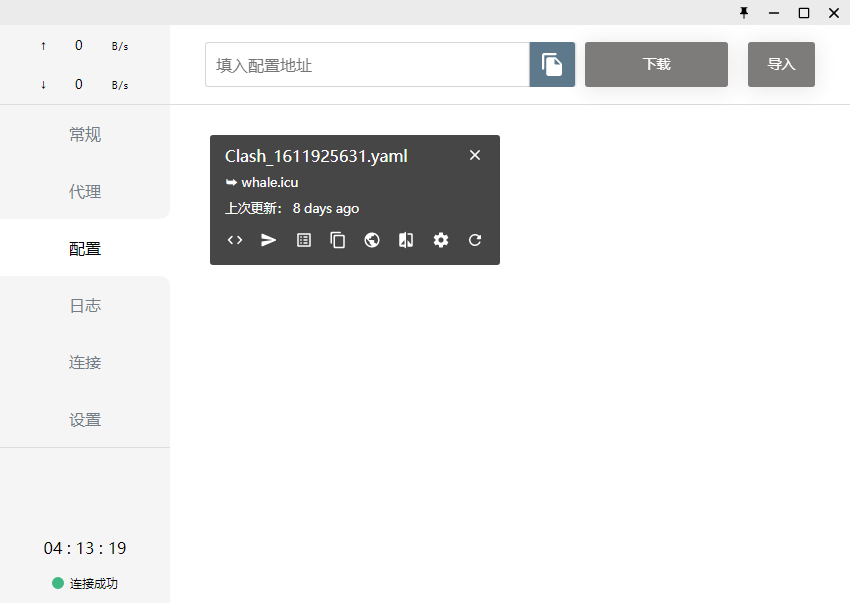 ↑ 0 B/s
↓ 0 B/s
填入配置地址
下载
导入
常规
代理
配置
日志
连接
设置
Clash_1611925631.yaml
➥ whale.icu
上次更新： 8 days ago
04 : 13 : 19
连接成功